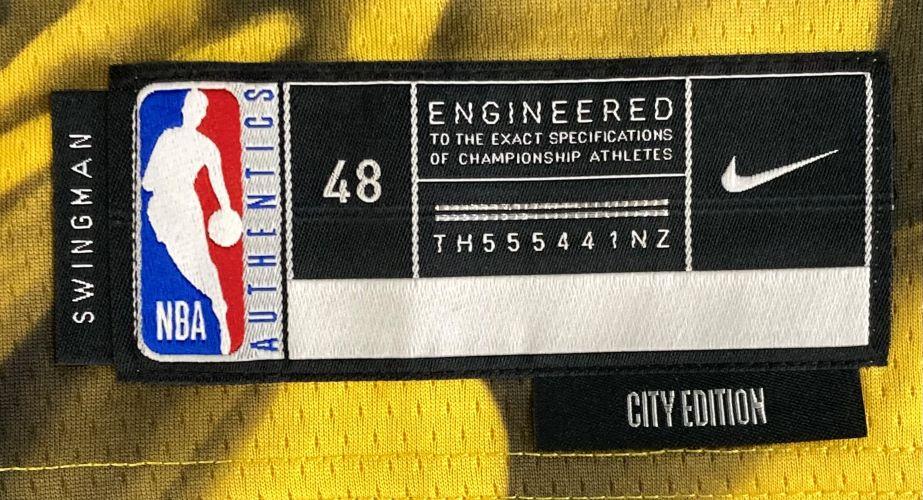 SWINGMAN
NBA
AUTHENTICS
48
ENGINEERED
TO THE EXACT SPECIFICATIONS
OF CHAMPIONSHIP ATHLETES
TH555441NZ
CITY EDITION